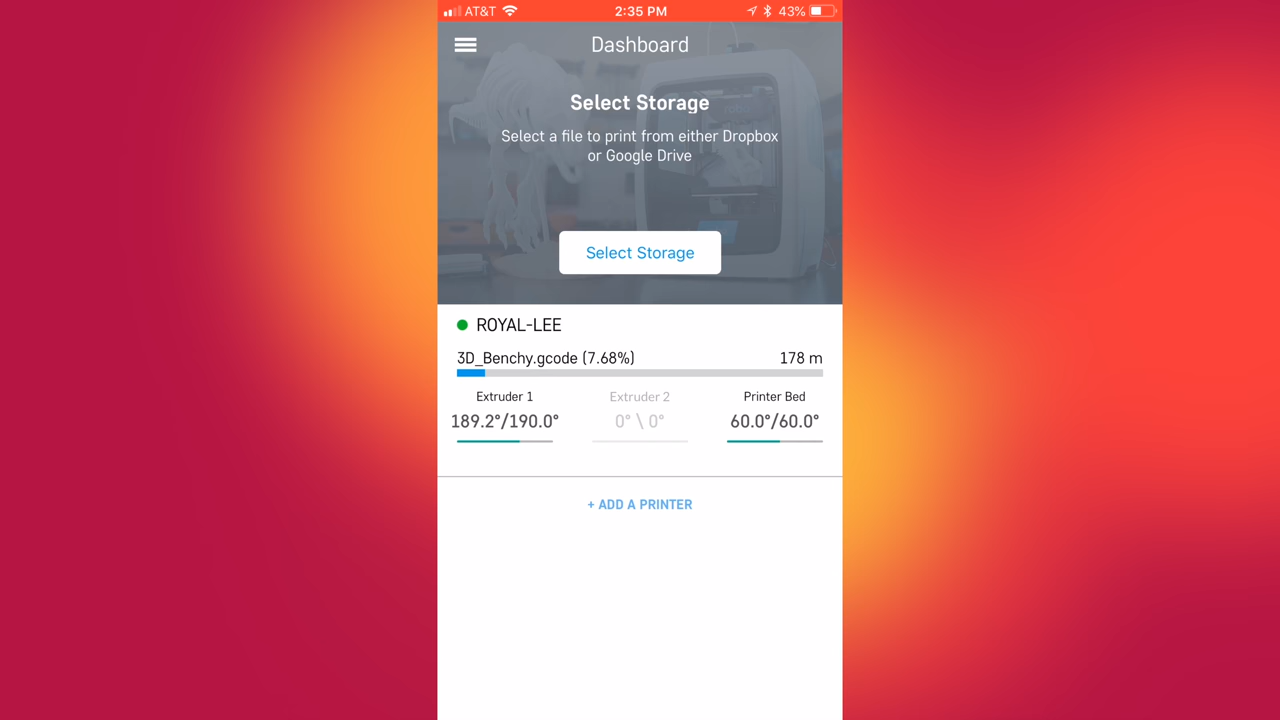 AT&T 2:35 PM 43%
Dashboard
Select Storage
Select a file to print from either Dropbox
or Google Drive
Select Storage
ROYAL-LEE
3D_Benchy.gcode (7.68%) 178 m
Extruder 1 Extruder 2 Printer Bed
189.2°/190.0° 0° \ 0° 60.0°/60.0°
+ ADD A PRINTER